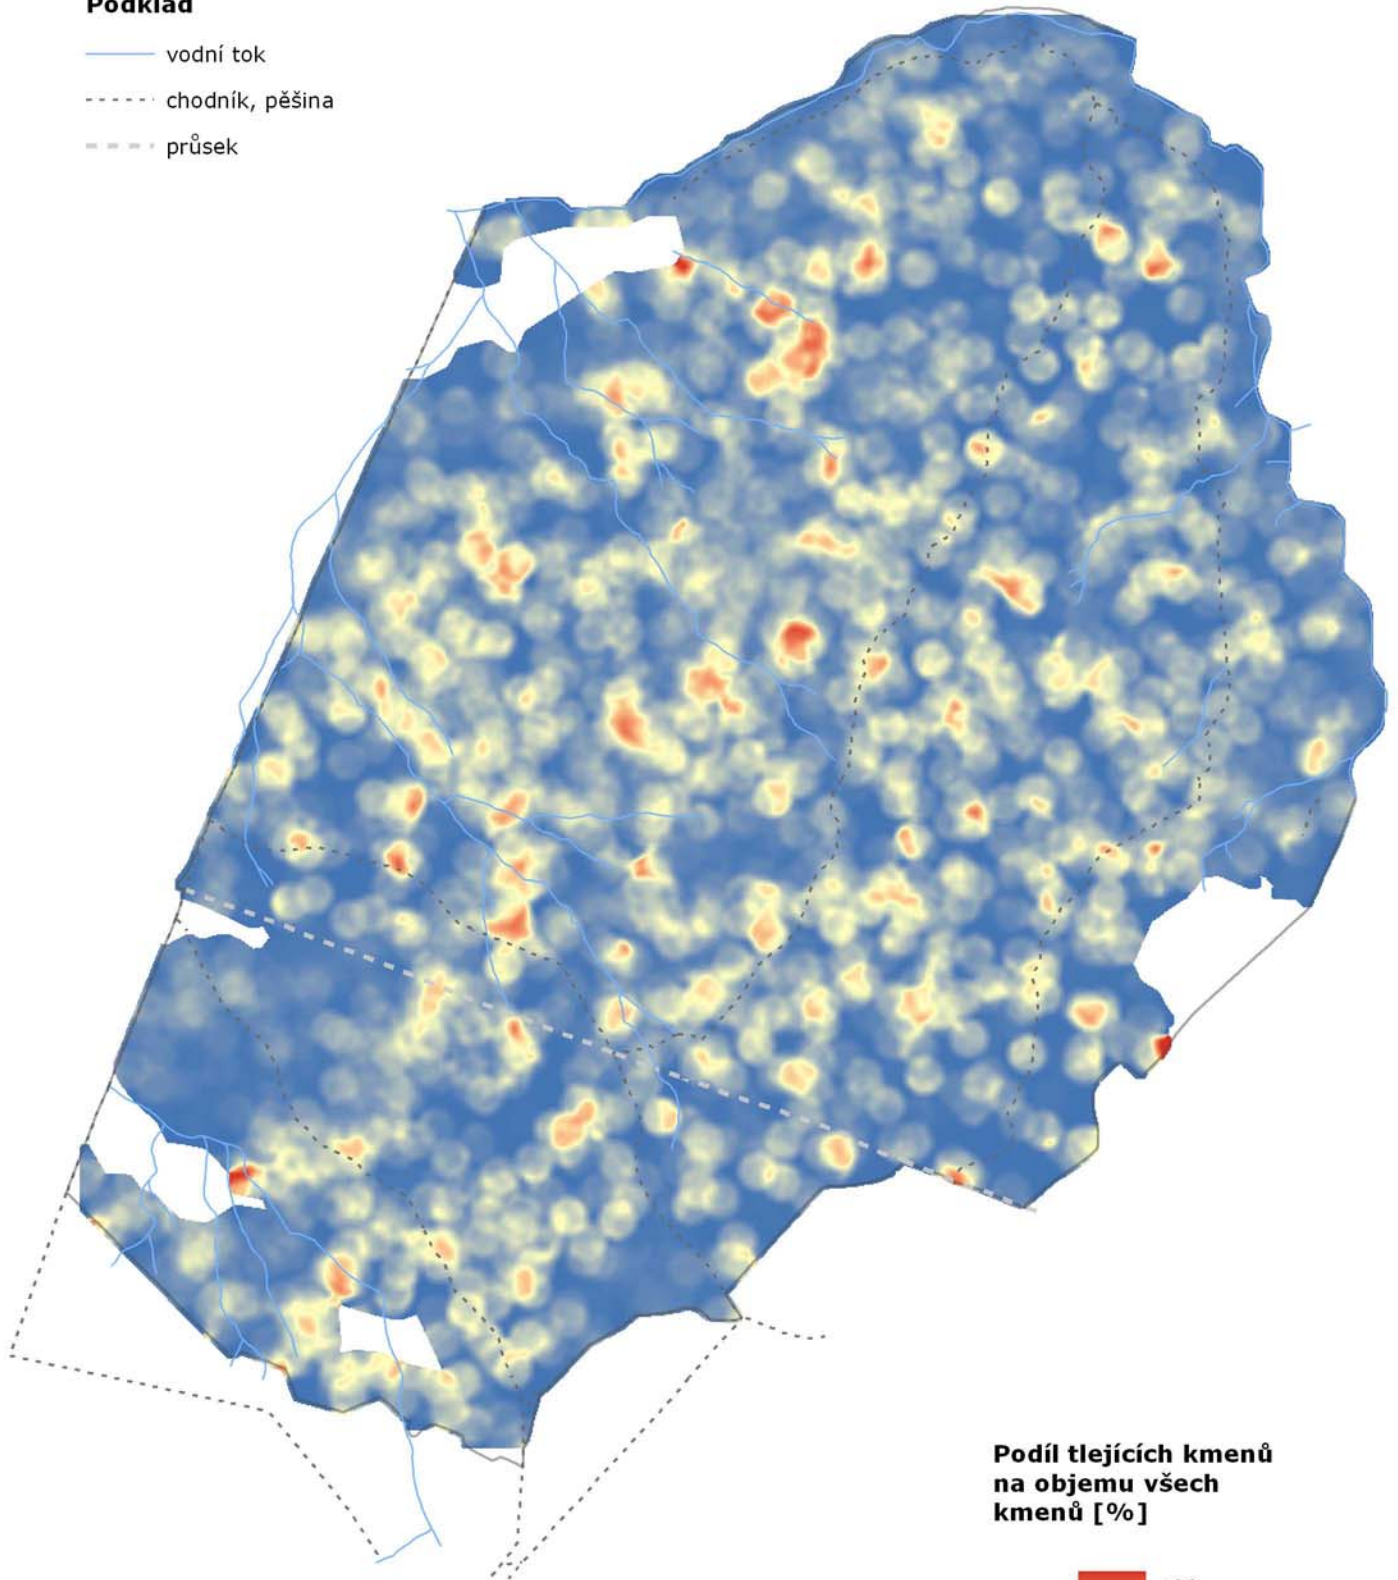 Podklad
vodní tok
chodník, pěšina
průsek
Podíl tlejících kmenů
na objemu všech
kmenů [%]